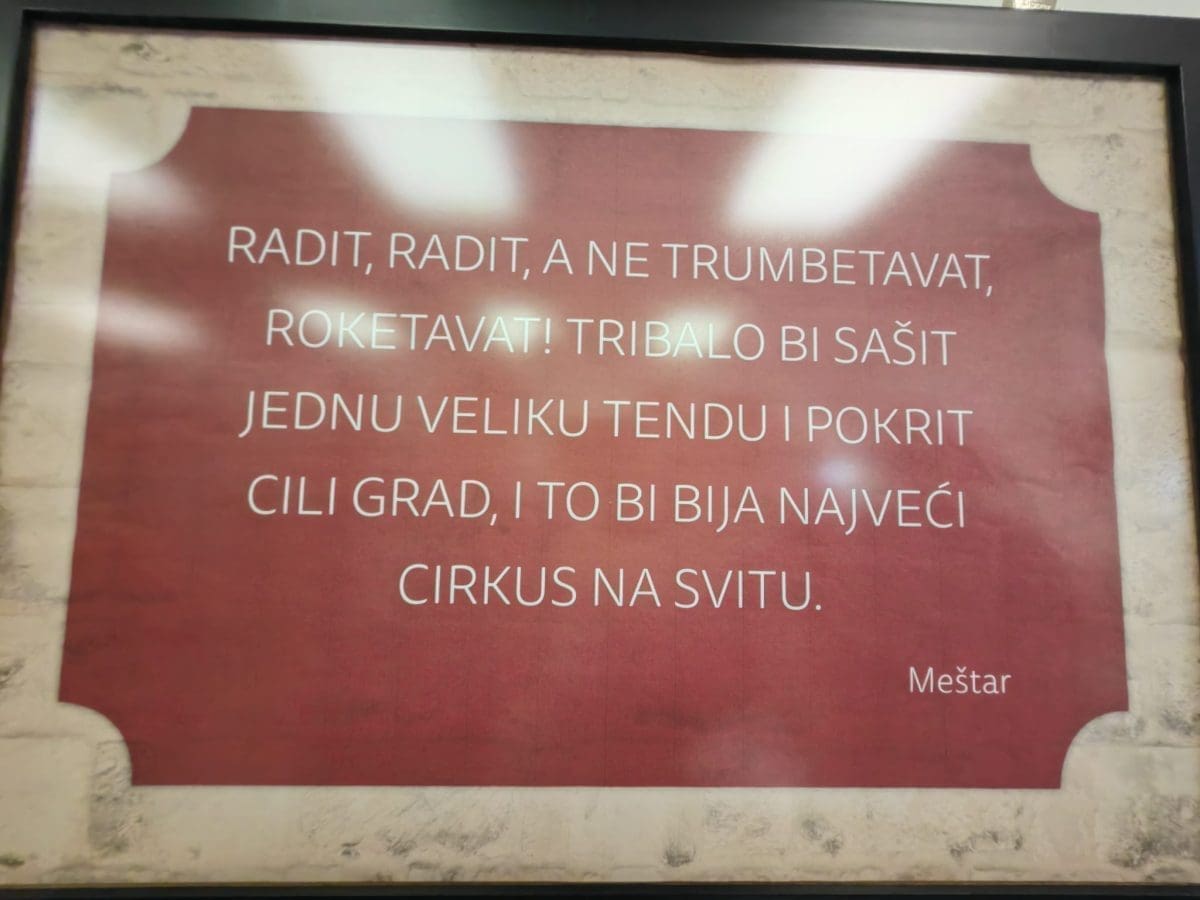 RADIT, RADIT, A NE TRUMBETAVAT,
ROKETAVAT! TRIBALO BI SAŠIT
JEDNU VELIKU TENDU I POKRIT
CILI GRAD, I TO BI BIJA NAJVEĆI
CIRKUS NA SVITU.
Meštar